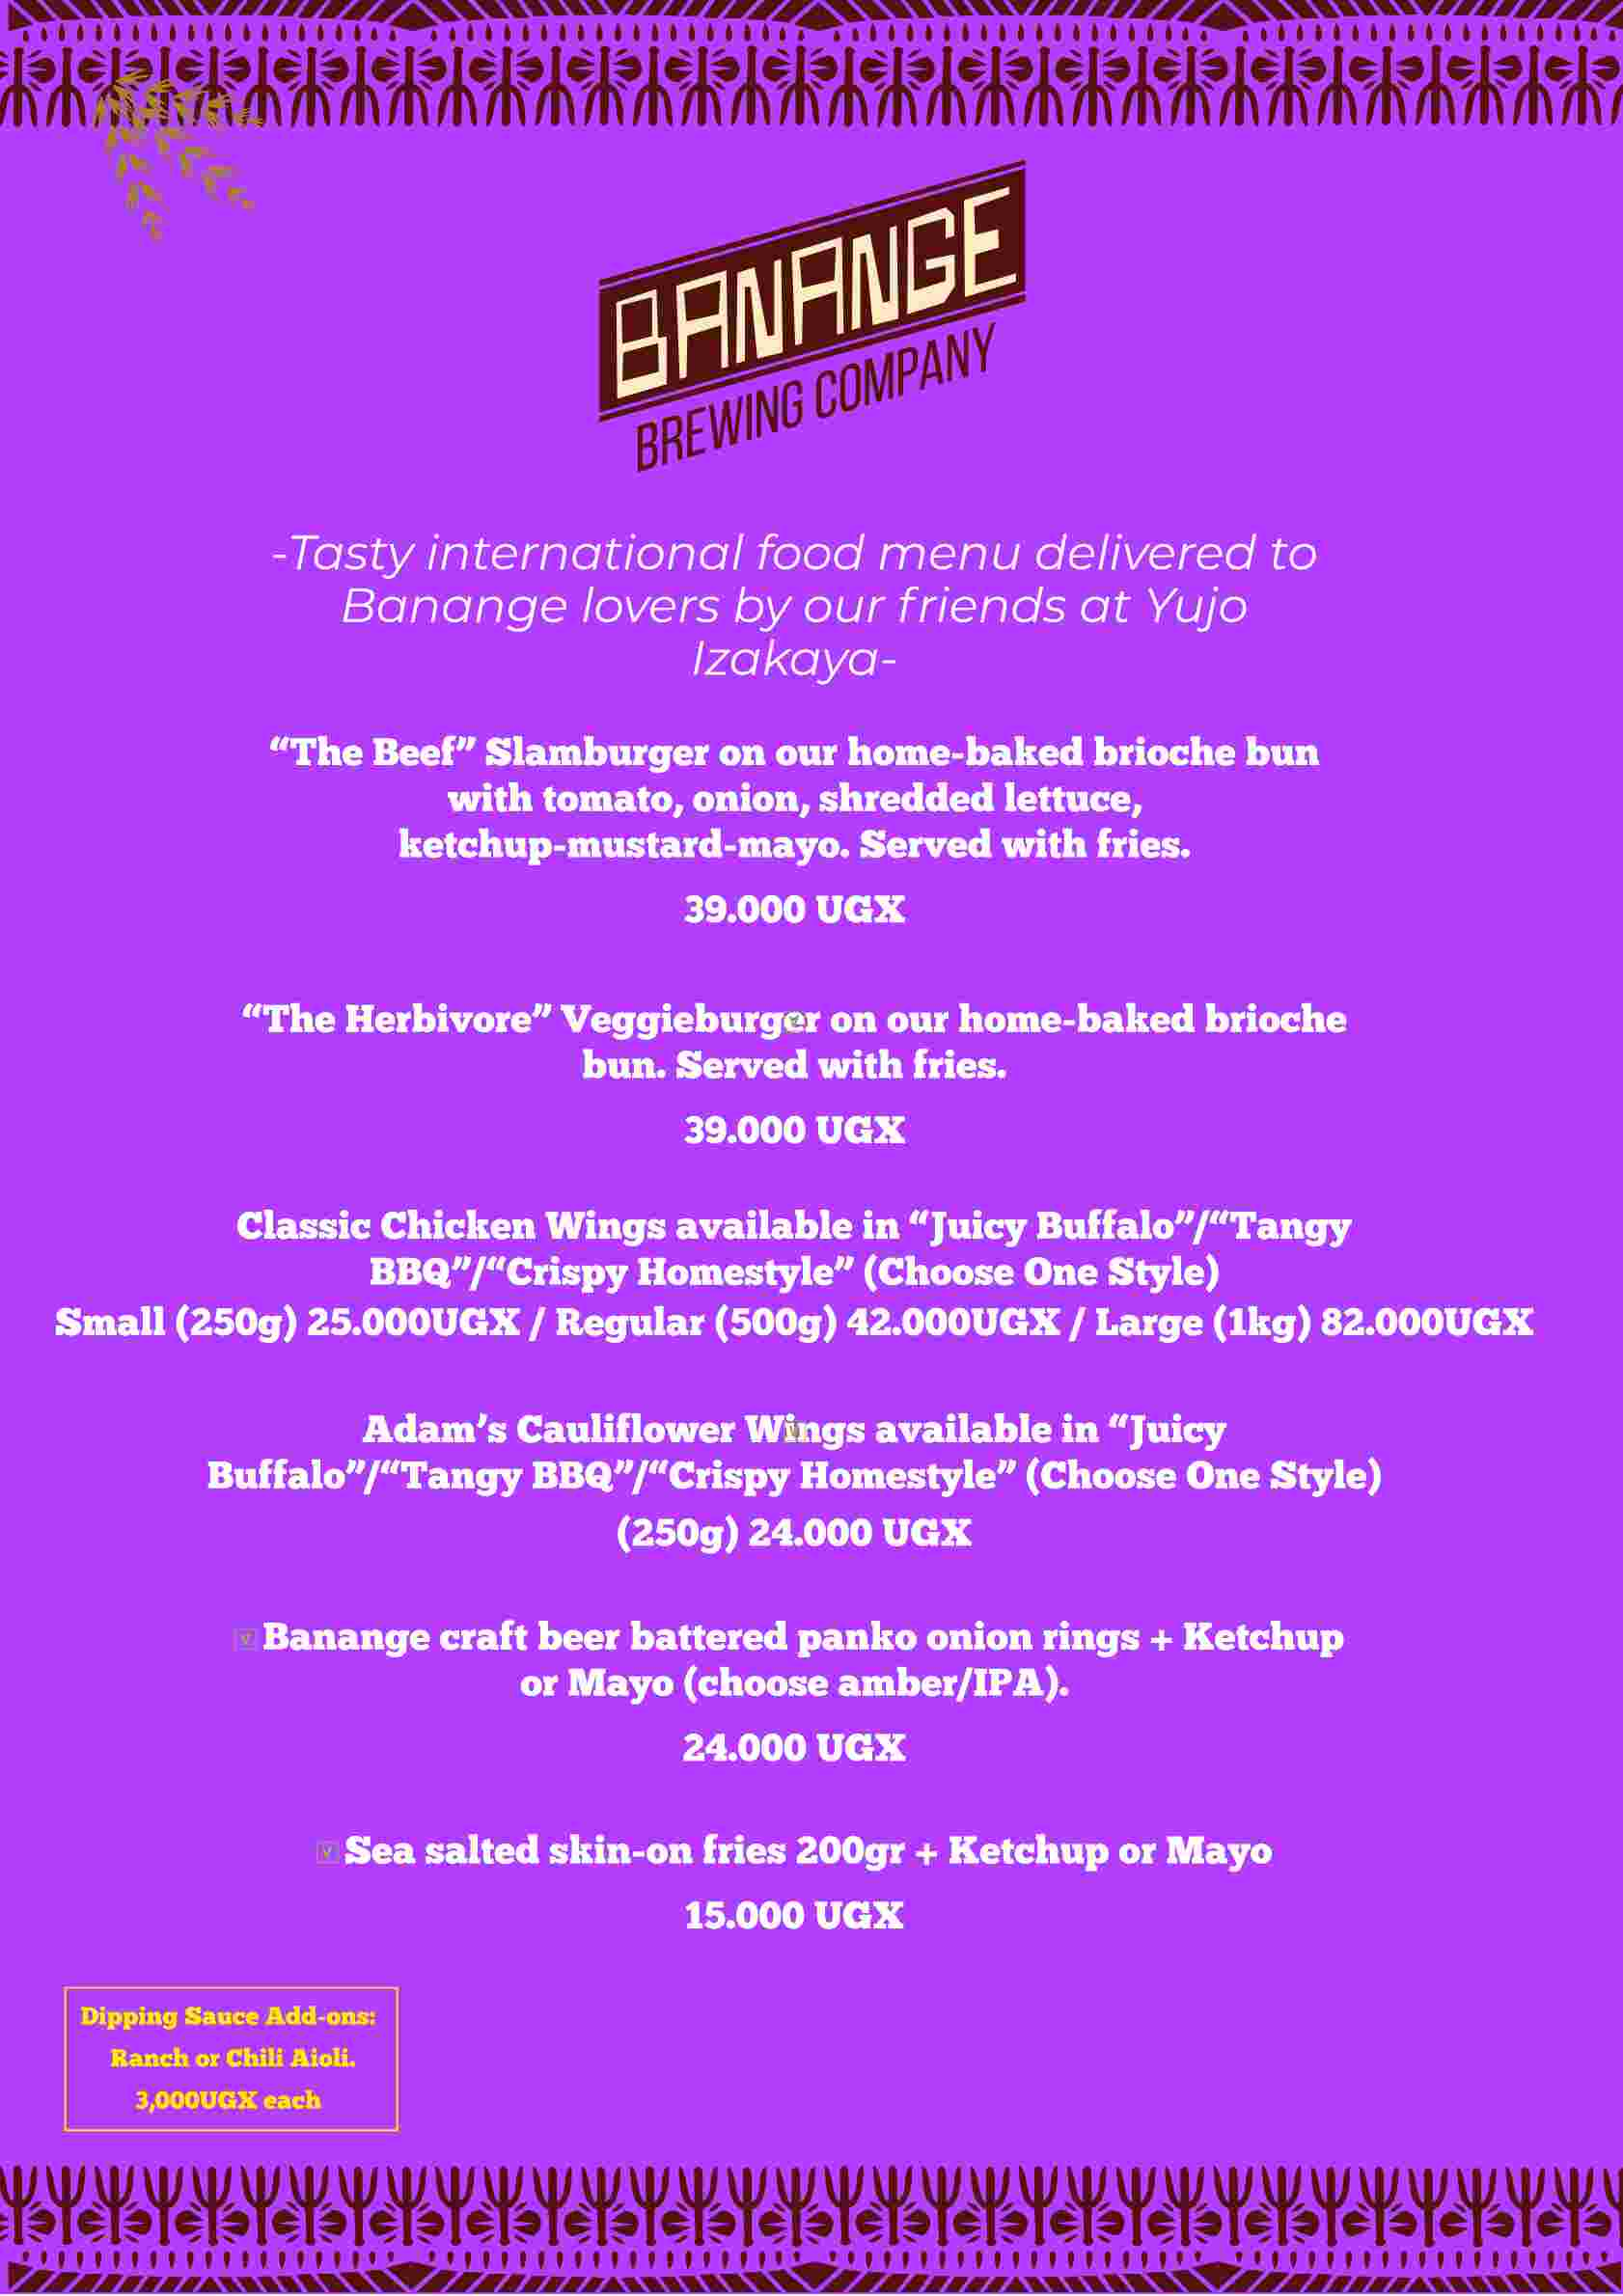 BANANGE
BREWING COMPANY
-Tasty international food menu delivered to
Banange lovers by our friends at Yujo
Izakaya-
“The Beef” Slamburger on our home-baked brioche bun
with tomato, onion, shredded lettuce,
ketchup-mustard-mayo. Served with fries.
39.000 UGX
“The Herbivore” Veggieburger on our home-baked brioche
bun. Served with fries.
39.000 UGX
Classic Chicken Wings available in “Juicy Buffalo”/“Tangy
BBQ”/“Crispy Homestyle” (Choose One Style)
Small (250g) 25.000UGX / Regular (500g) 42.000UGX / Large (1kg) 82.000UGX
Adam’s Cauliflower Wings available in “Juicy
Buffalo”/“Tangy BBQ”/“Crispy Homestyle” (Choose One Style)
(250g) 24.000 UGX
V Banange craft beer battered panko onion rings + Ketchup
or Mayo (choose amber/IPA).
24.000 UGX
V Sea salted skin-on fries 200gr + Ketchup or Mayo
15.000 UGX
Dipping Sauce Add-ons:
Ranch or Chili Aioli.
3,000UGX each